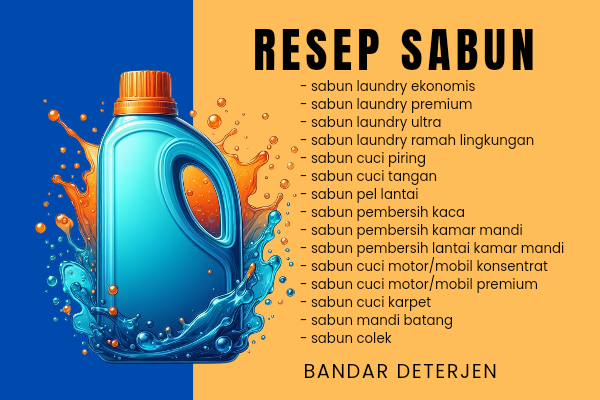 RESEP SABUN
- sabun laundry ekonomis
- sabun laundry premium
- sabun laundry ultra
- sabun laundry ramah lingkungan
- sabun cuci piring
- sabun cuci tangan
- sabun pel lantai
- sabun pembersih kaca
- sabun pembersih kamar mandi
- sabun pembersih lantai kamar mandi
- sabun cuci motor/mobil konsentrat
- sabun cuci motor/mobil premium
- sabun cuci karpet
- sabun mandi batang
- sabun colek
BANDAR DETERJEN